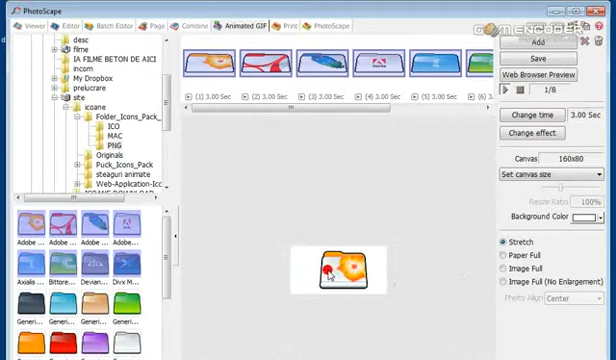 PhotoScape
Viewer
Editor
Batch Editor
Page
Combine
Animated GIF
Print
PhotoScape
GOM ENCODER
desc
filme
IA FILME BETON DE AICI
incom
My Dropbox
prelucrare
site
icoane
Folder_Icons_Pack_
ICO
MAC
PNG
Originals
Puck_Icons_Pack
steaguri animate
Web-Application-Ico
(1) 3.00 Sec
(2) 3.00 Sec
(3) 3.00 Sec
(4) 3.00 Sec
(5) 3.00 Sec
(6) 3
Add
Save
Web Browser Preview
1/8
Change time
3.00 Sec
Change effect
Canvas
160x80
Set canvas size
Resize Ratio
100%
Background Color
Stretch
Paper Full
Image Full
Image Full (No Enlargement)
Photo Align
Center
Adobe ...
Adobe ...
Adobe ...
Adobe ...
Axialis ...
Bittore...
Divx M...
Generi...
Generi...
Generi...
Generi...